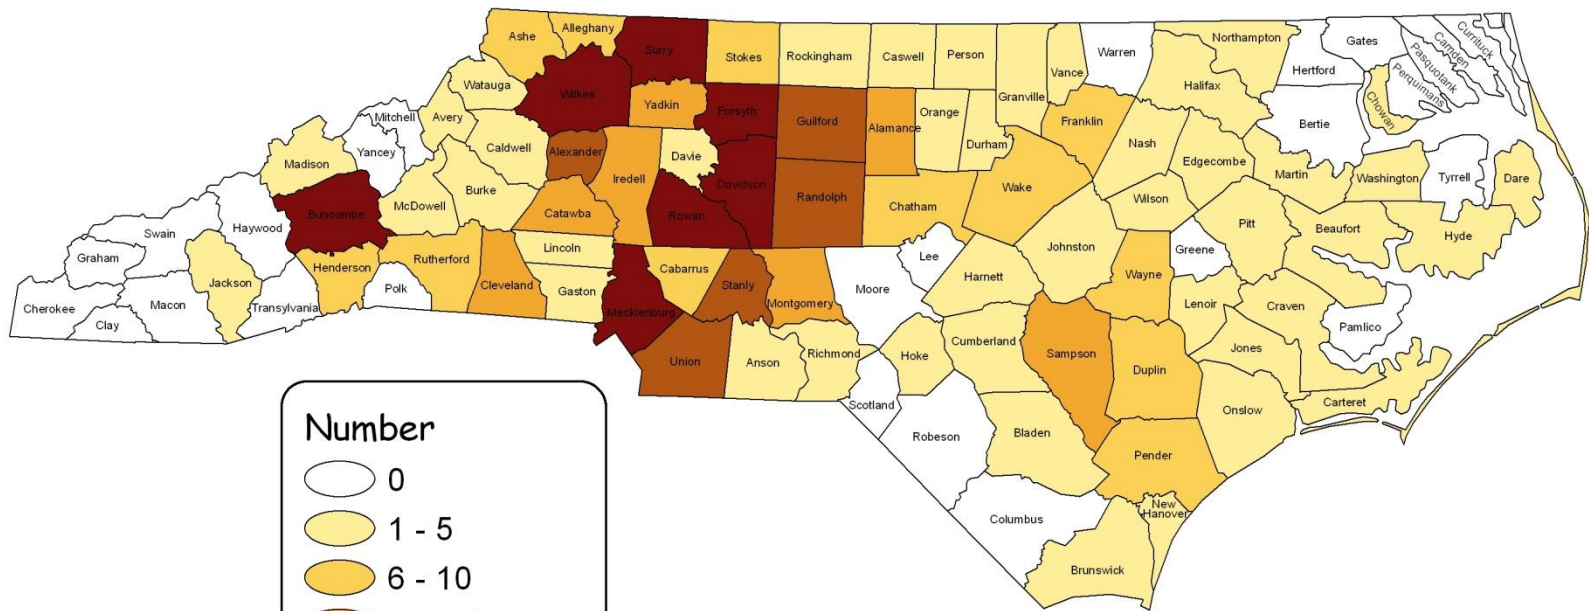 Ashe
Alleghany
Surry
Stokes
Rockingham
Caswell
Person
Vance
Warren
Northampton
Gates
Hertford
Currituck
Camden
Pasquotank
Perquimans
Chowan
Watauga
Wilkes
Yadkin
Forsyth
Guilford
Alamance
Orange
Durham
Granville
Franklin
Halifax
Bertie
Mitchell
Avery
Yancey
Caldwell
Alexander
Davie
Iredell
Davidson
Randolph
Chatham
Wake
Nash
Edgecombe
Martin
Washington
Tyrrell
Dare
Madison
Buncombe
McDowell
Burke
Catawba
Rowan
Wilson
Pitt
Beaufort
Hyde
Haywood
Swain
Graham
Jackson
Henderson
Rutherford
Cleveland
Lincoln
Gaston
Cabarrus
Stanly
Montgomery
Moore
Lee
Harnett
Johnston
Wayne
Greene
Lenoir
Craven
Pamlico
Cherokee
Clay
Macon
Transylvania
Polk
Mecklenburg
Union
Anson
Richmond
Hoke
Cumberland
Sampson
Duplin
Jones
Carteret
Onslow
Scotland
Robeson
Bladen
Pender
Columbus
New
Hanover
Brunswick
Number
0
1 - 5
6 - 10